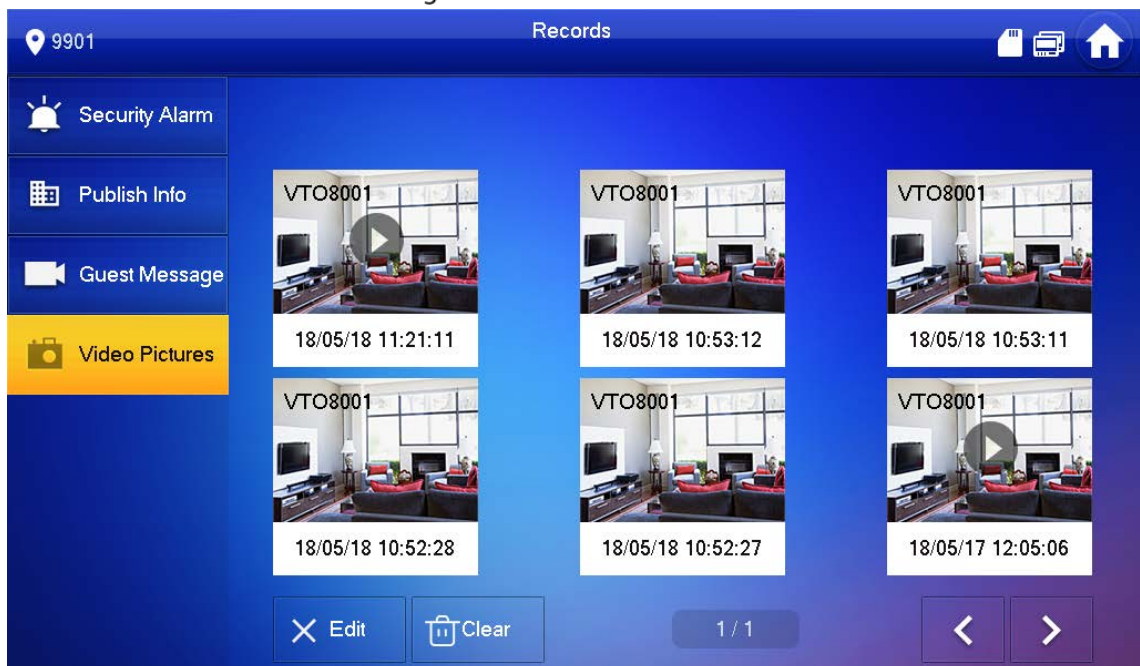 Records
9901
Security Alarm
Publish Info
Guest Message
Video Pictures
VTO8001
VTO8001
VTO8001
18/05/18 11:21:11
18/05/18 10:53:12
18/05/18 10:53:11
VTO8001
VTO8001
VTO8001
18/05/18 10:52:28
18/05/18 10:52:27
18/05/17 12:05:06
Edit
Clear
1 / 1